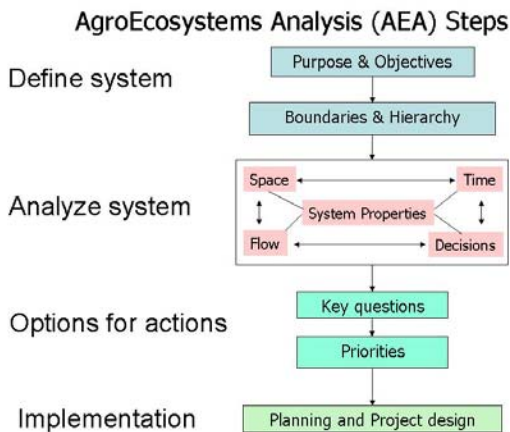 AgroEcosystems Analysis (AEA) Steps
Define system
Purpose & Objectives
Boundaries & Hierarchy
Analyze system
Space
Time
System Properties
Flow
Decisions
Options for actions
Key questions
Priorities
Implementation
Planning and Project design